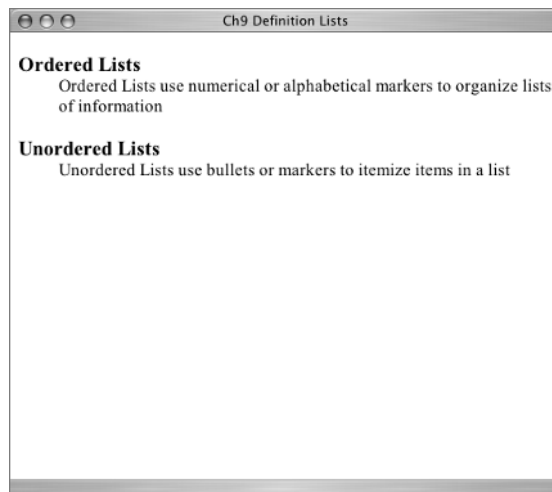 Ch9 Definition Lists
Ordered Lists
Ordered Lists use numerical or alphabetical markers to organize lists
of information
Unordered Lists
Unordered Lists use bullets or markers to itemize items in a list